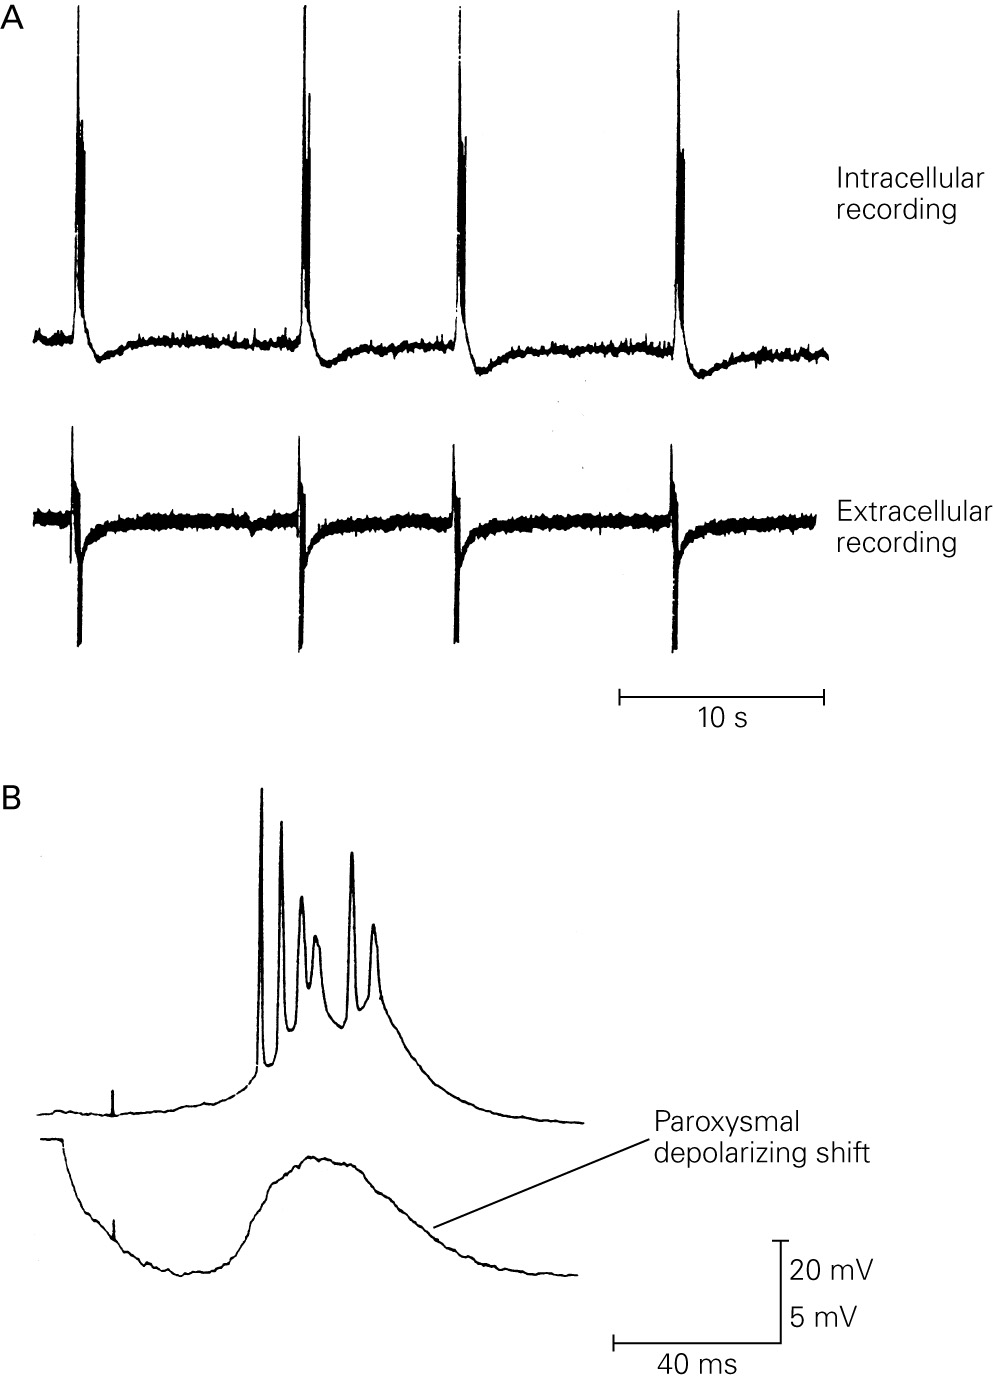 A
Intracellular
recording
Extracellular
recording
10 s
B
Paroxysmal
depolarizing shift
20 mV
5 mV
40 ms